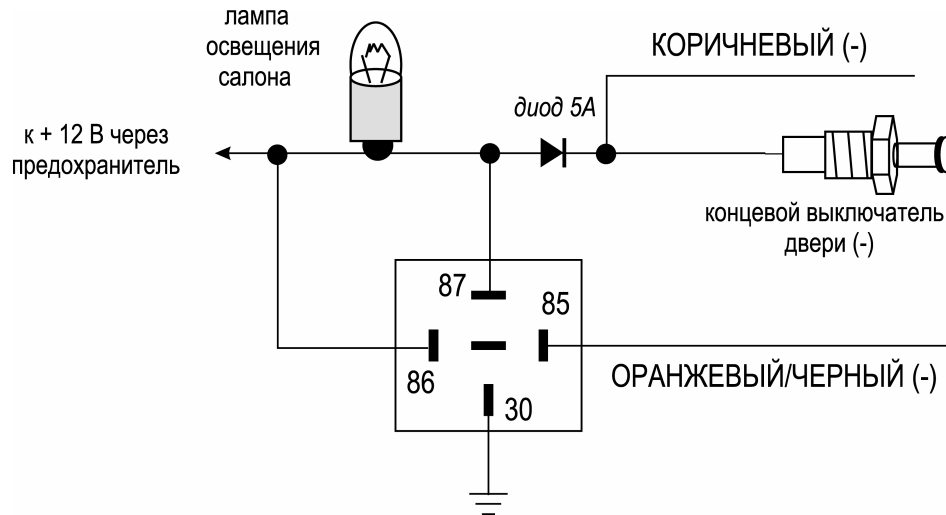 лампа
освещения
салона
КОРИЧНЕВЫЙ (-)
диод 5А
к + 12 В через
предохранитель
концевой выключатель
двери (-)
87
85
86
30
ОРАНЖЕВЫЙ/ЧЕРНЫЙ (-)